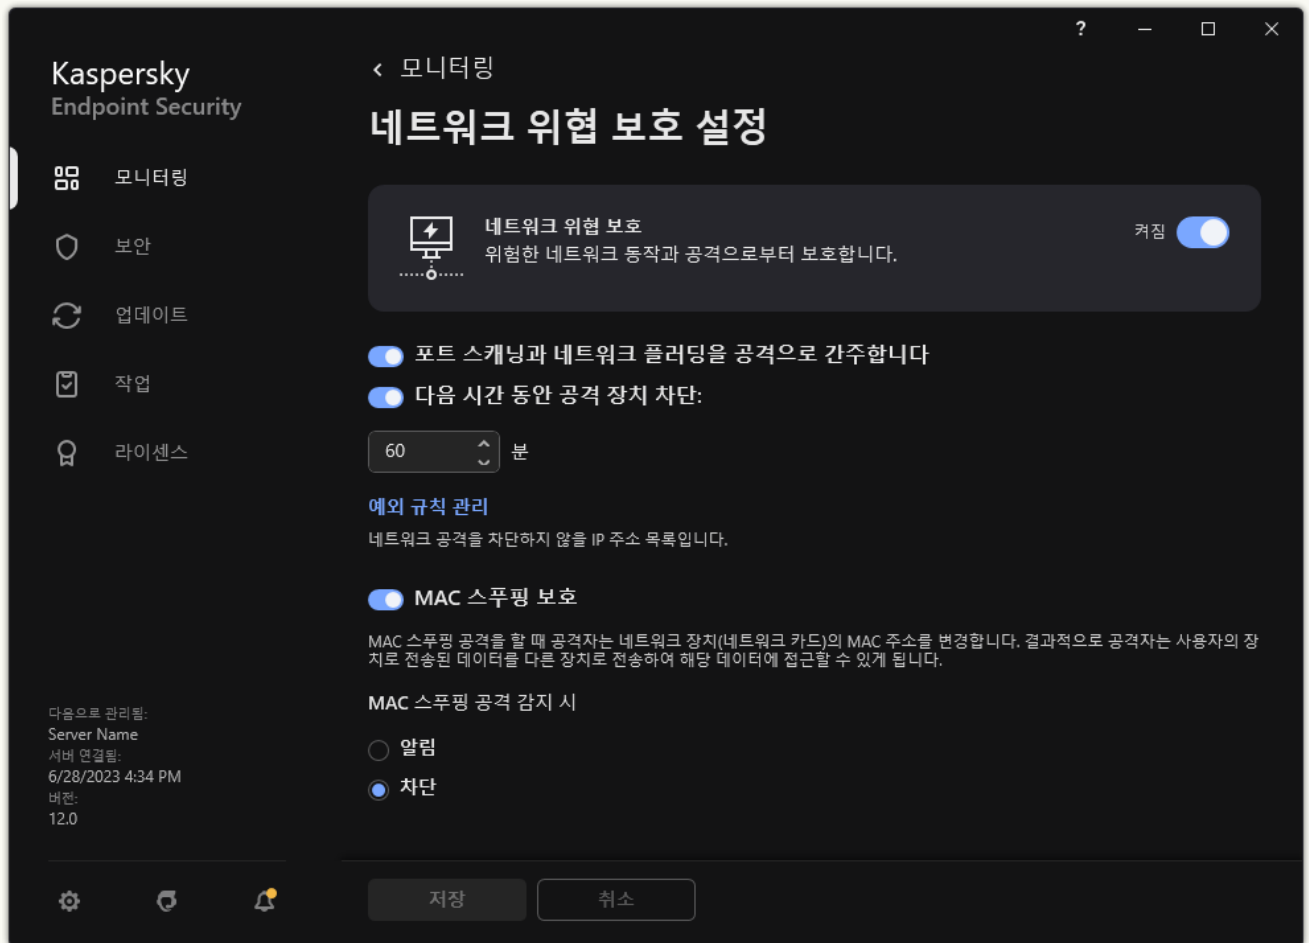 ?
Kaspersky
Endpoint Security
모니터링
보안
업데이트
작업
라이센스
다음으로 관리됨:
Server Name
서버 연결됨:
6/28/2023 4:34 PM
버전:
12.0
모니터링
네트워크 위협 보호 설정
네트워크 위협 보호
위험한 네트워크 동작과 공격으로부터 보호합니다.
켜짐
포트 스캐닝과 네트워크 플러딩을 공격으로 간주합니다
다음 시간 동안 공격 장치 차단:
60 분
예외 규칙 관리
네트워크 공격을 차단하지 않을 IP 주소 목록입니다.
MAC 스푸핑 보호
MAC 스푸핑 공격을 할 때 공격자는 네트워크 장치(네트워크 카드)의 MAC 주소를 변경합니다. 결과적으로 공격자는 사용자의 장
치로 전송된 데이터를 다른 장치로 전송하여 해당 데이터에 접근할 수 있게 됩니다.
MAC 스푸핑 공격 감지 시
알림
차단
저장
취소